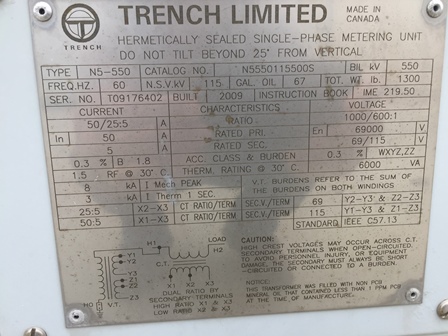 TRENCH LIMITED
MADE IN
CANADA
TRENCH
HERMETICALLY SEALED SINGLE-PHASE METERING UNIT
DO NOT TILT BEYOND 25° FROM VERTICAL
TYPE N5-550 CATALOG NO. N5550115500S BIL kV 550
FREQ.HZ. 60 N.S.V.kV 115 GAL. OIL 67 TOT. WT. lb. 1300
SER. NO. T09176402 BUILT 2009 INSTRUCTION BOOK IME 219.50
CURRENT CHARACTERISTICS VOLTAGE
50/25:5 A RATIO 1000/600:1
In 50 A RATED PRI. En 69000 V
5 A RATED SEC. 69/115 V
0.3 % B 1.8 ACC. CLASS & BURDEN 0.3 % WXYZ,ZZ
1.5 RF @ 30°C THERM. RATING @ 30°C. 6000 VA
8 kA I Mech PEAK V.T. BURDENS REFER TO THE SUM OF
3 kA I Therm 1 SEC. THE BURDENS ON BOTH WINDINGS
25:5 X2-X3 CT RATIO/TERM SEC.V/TERM 69 Y2-Y3 & Z2-Z3
50:5 X1-X3 CT RATIO/TERM SEC.V/TERM 115 Y1-Y3 & Z1-Z3
STANDARD IEEE C57.13
H1 LOAD
H2
C.T.
Y1
Y2
Y3
Z1
Z2
Z3
X1 X2 X3
HO V.T.
DUAL RATIO BY
SECONDARY TERMINALS
HIGH RATIO X1 & X3
LOW RATIO X2 & X3
CAUTION:
HIGH CREST VOLTAGES MAY OCCUR ACROSS C.T.
SECONDARY TERMINALS WHEN OPEN-CIRCUITED.
TO AVOID PERSONNEL INJURY, OR EQUIPMENT
DAMAGE, THE SECONDARY MUST ALWAYS BE SHORT
-CIRCUITED OR CONNECTED TO A BURDEN.
NOTICE:
THIS TRANSFORMER WAS FILLED WITH NON PCB
MINERAL OIL THAT CONTAINED LESS THAN 1 PPM PCB
AT THE TIME OF MANUFACTURE.